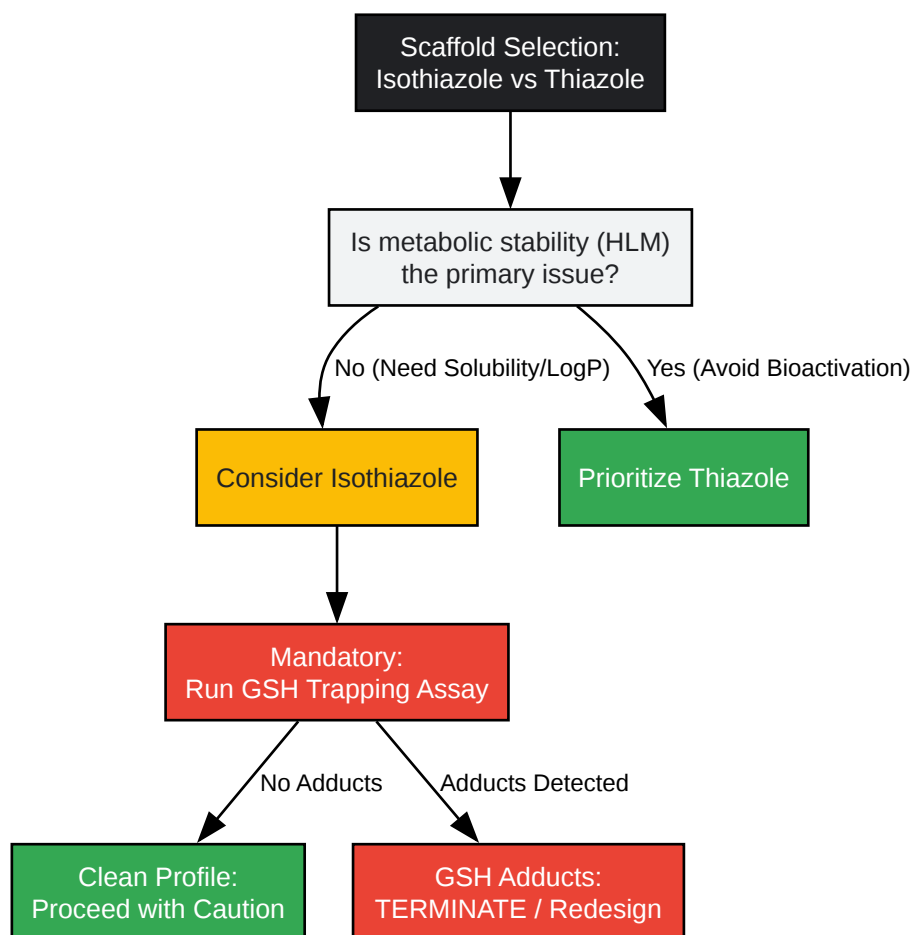 Scaffold Selection:
Isothiazole vs Thiazole
Is metabolic stability (HLM)
the primary issue?
No (Need Solubility/LogP)
Yes (Avoid Bioactivation)
Consider Isothiazole
Prioritize Thiazole
Mandatory:
Run GSH Trapping Assay
No Adducts
Adducts Detected
Clean Profile:
Proceed with Caution
GSH Adducts:
TERMINATE / Redesign